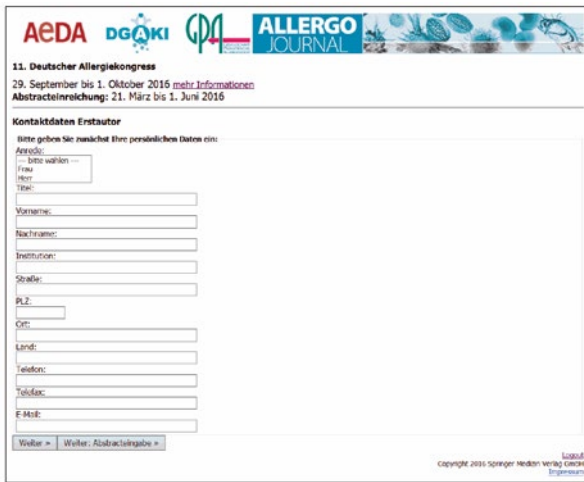 AeDA DGAKI GPA ALLERGO JOURNAL
11. Deutscher Allergiekongress
29. September bis 1. Oktober 2016 mehr Informationen
Abstracteinreichung: 21. März bis 1. Juni 2016
Kontaktdaten Erstautor
Bitte geben Sie zunächst Ihre persönlichen Daten ein:
Anrede:
--- bitte wählen ---
Frau
Herr
Titel:
Vorname:
Nachname:
Institution:
Straße:
PLZ:
Ort:
Land:
Telefon:
Telefax:
E-Mail:
Weiter » Weiter: Abstracteingabe »
Logout
Copyright 2016 Springer Medizin Verlag GmbH
Impressum